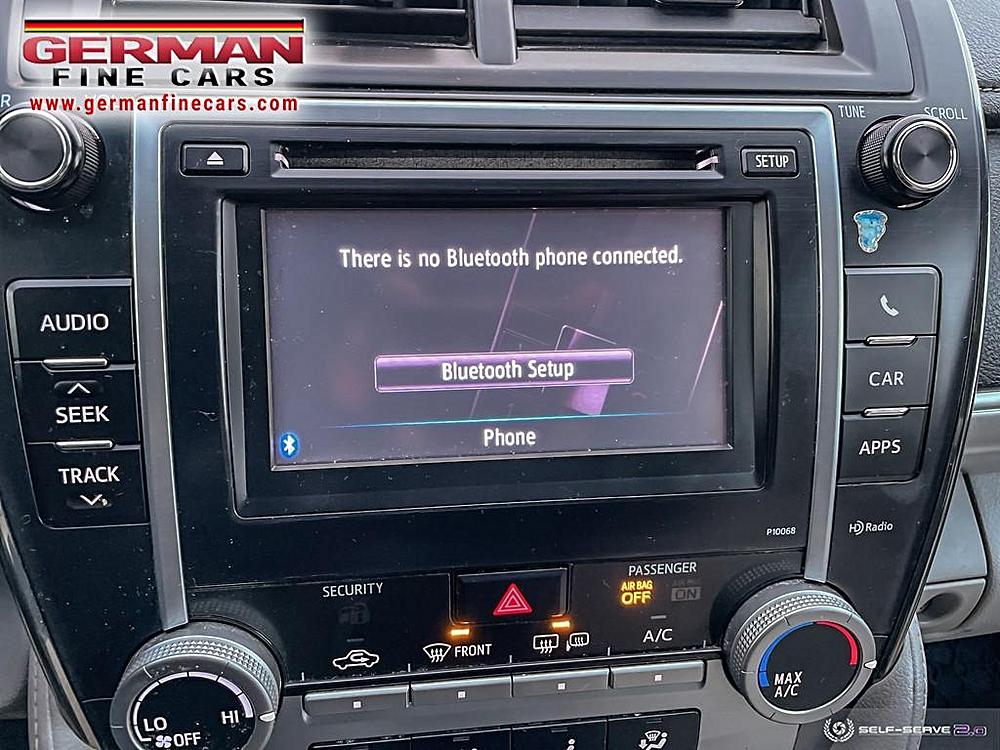 GERMAN
FINE CARS
www.germanfinecars.com
TUNE
SCROLL
SETUP
There is no Bluetooth phone connected.
AUDIO
CAR
Bluetooth Setup
SEEK
Phone
APPS
TRACK
P10068
HD Radio
PASSENGER
SECURITY
AIR BAG
OFF
ON
FRONT
A/C
LO
HI
OFF
MAX
A/C
SELF-SERVE 2.0